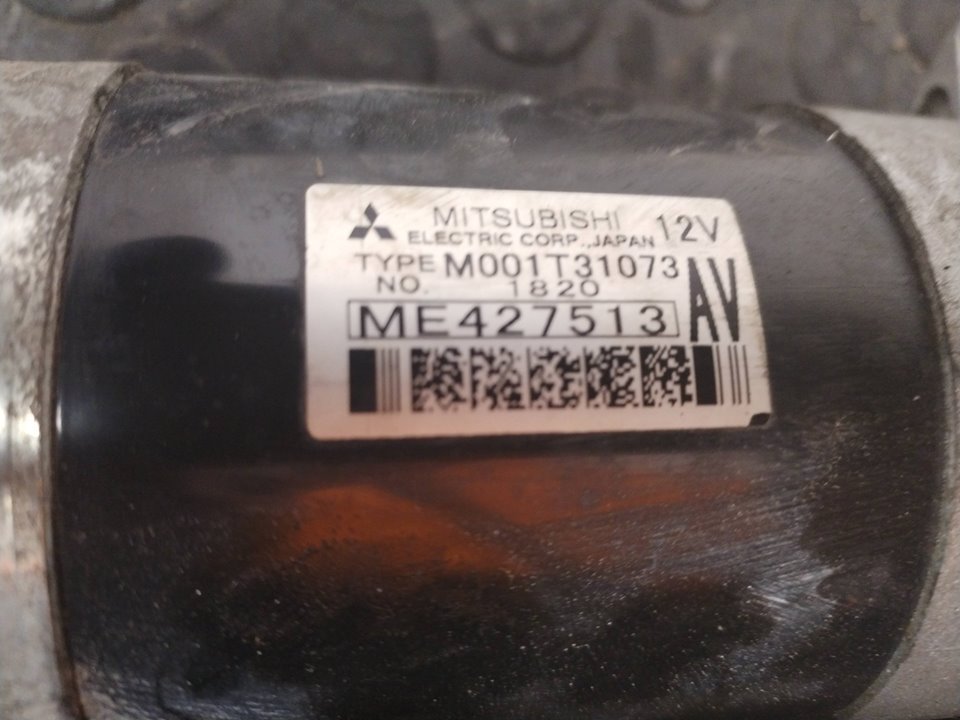 MITSUBISHI 12V
ELECTRIC CORP., JAPAN
TYPE M001T31073
NO. 1820
ME427513 AV